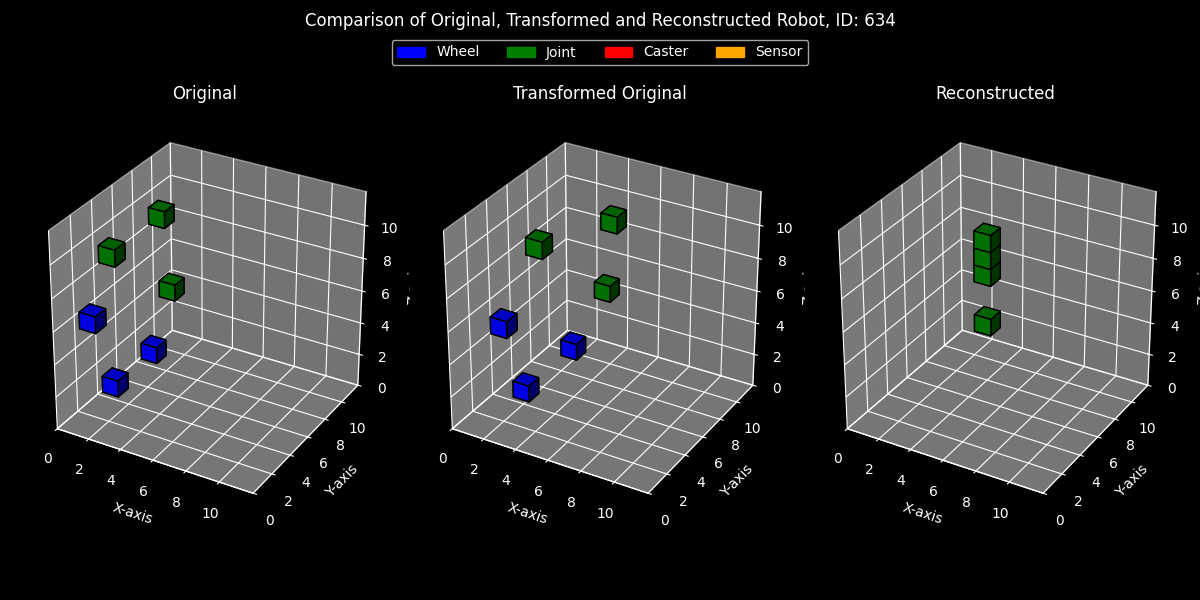 Comparison of Original, Transformed and Reconstructed Robot, ID: 634
Wheel Joint Caster Sensor
Original
Transformed Original
Reconstructed
10
8
6
4
2
0
0 2 4 6 8 10
X-axis
0 2 4 6 8 10
Y-axis
10
8
6
4
2
0
0 2 4 6 8 10
X-axis
0 2 4 6 8 10
Y-axis
10
8
6
4
2
0
0 2 4 6 8 10
X-axis
0 2 4 6 8 10
Y-axis